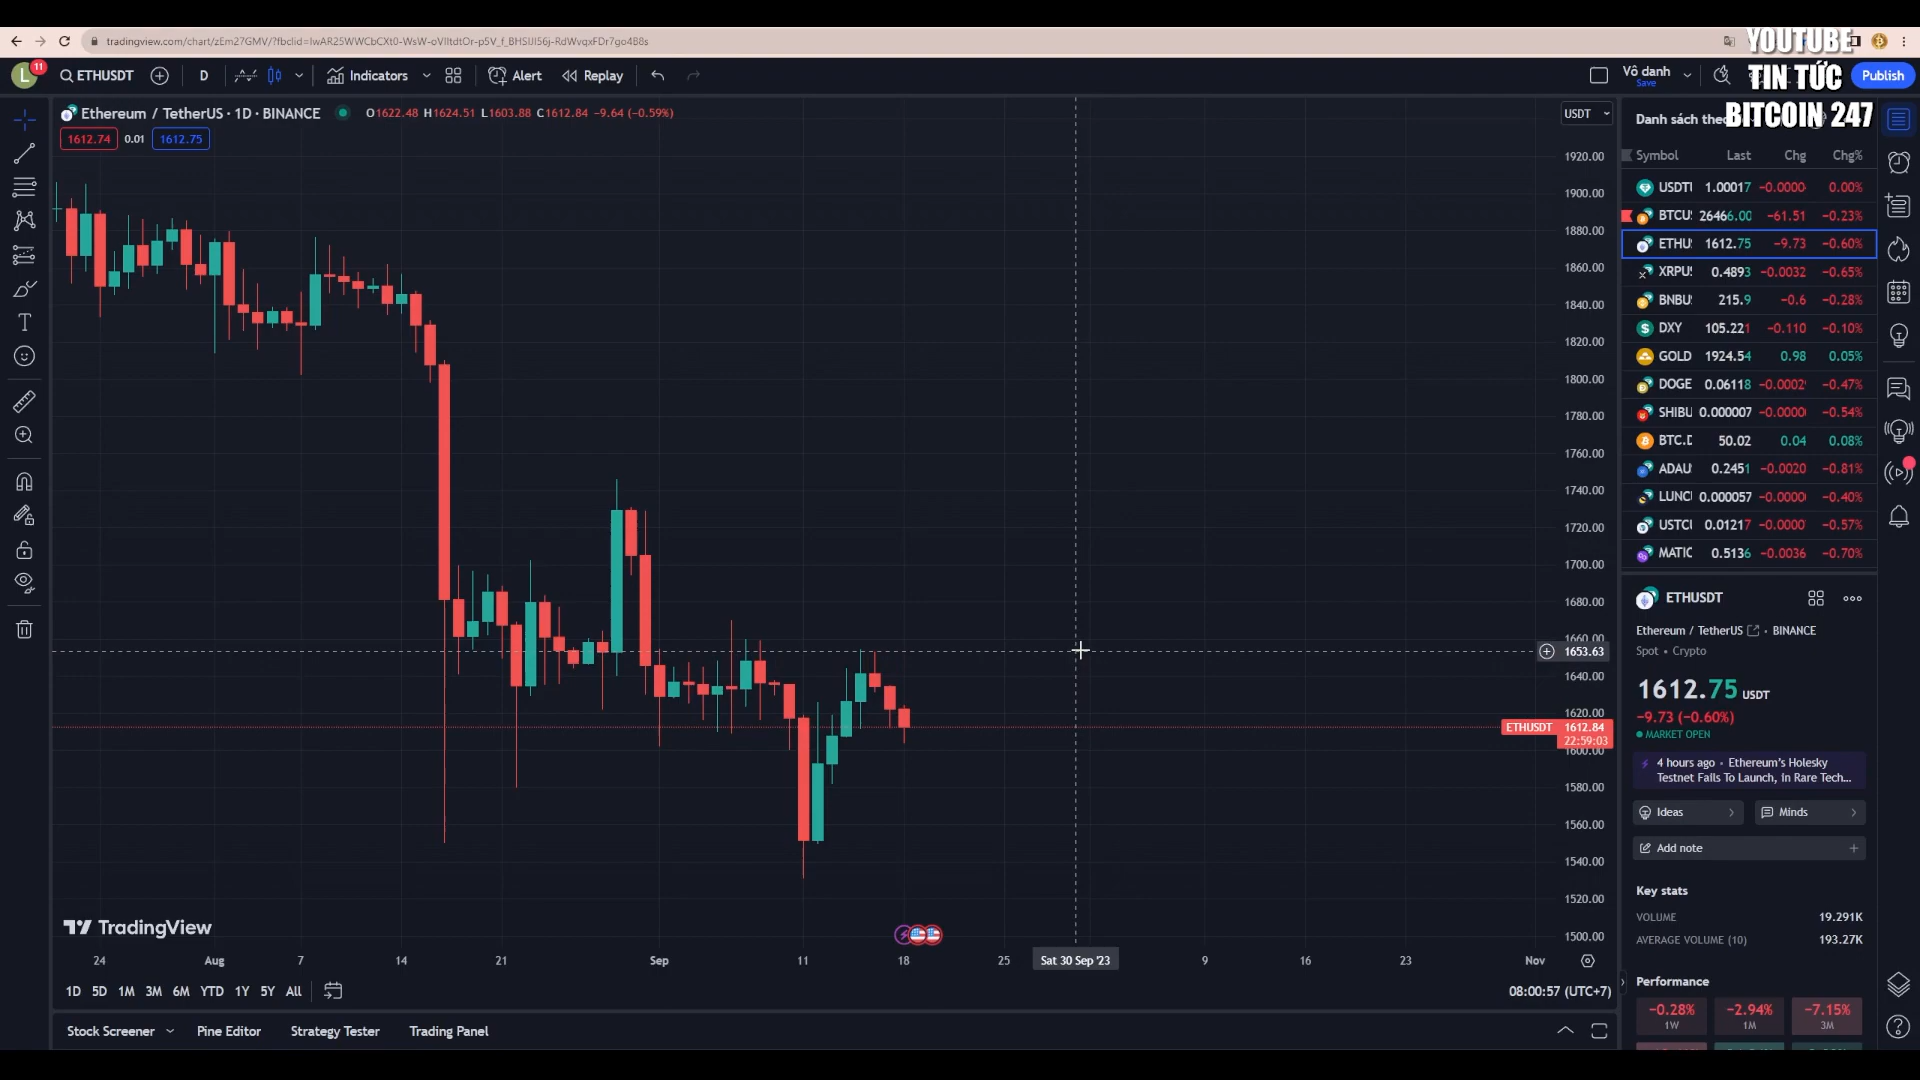 tradingview.com/chart/zEm27GMV/
YOUTUBE
L 11 ETHUSDT D Indicators Alert Replay Vô danh Save TIN TỨC Publish
Ethereum / TetherUS · 1D · BINANCE O1622.48 H1624.51 L1603.88 C1612.84 −9.64 (−0.59%) USDT Danh sách theo BITCOIN 247
1612.74 0.01 1612.75
Symbol Last Chg Chg%
USDT 1.00017 −0.0000 0.00%
BTCU 26466.00 −61.51 −0.23%
ETHU 1612.75 −9.73 −0.60%
XRPU 0.4893 −0.0032 −0.65%
BNBU 215.9 −0.6 −0.28%
DXY 105.221 −0.110 −0.10%
GOLD 1924.54 0.98 0.05%
DOGE 0.06118 −0.0002 −0.47%
SHIBU 0.000007 −0.0000 −0.54%
BTC.D 50.02 0.04 0.08%
ADAU 0.2451 −0.0020 −0.81%
LUNC 0.000057 −0.0000 −0.40%
USTC 0.01217 −0.0000 −0.57%
MATIC 0.5136 −0.0036 −0.70%
1920.00
1900.00
1880.00
1860.00
1840.00
1820.00
1800.00
1780.00
1760.00
1740.00
1720.00
1700.00
1680.00
1660.00
1653.63
1640.00
1620.00
ETHUSDT 1612.84
22:59:03
1600.00
1580.00
1560.00
1540.00
1520.00
1500.00
ETHUSDT
Ethereum / TetherUS · BINANCE
Spot • Crypto
1612.75 USDT
−9.73 (−0.60%)
MARKET OPEN
4 hours ago · Ethereum's Holesky
Testnet Fails To Launch, in Rare Tech...
Ideas Minds
Add note
Key stats
VOLUME 19.291K
AVERAGE VOLUME (10) 193.27K
Performance
−0.28% −2.94% −7.15%
1W 1M 3M
TradingView
24 Aug 7 14 21 Sep 11 18 25 Sat 30 Sep '23 9 16 23 Nov
1D 5D 1M 3M 6M YTD 1Y 5Y All 08:00:57 (UTC+7)
Stock Screener Pine Editor Strategy Tester Trading Panel